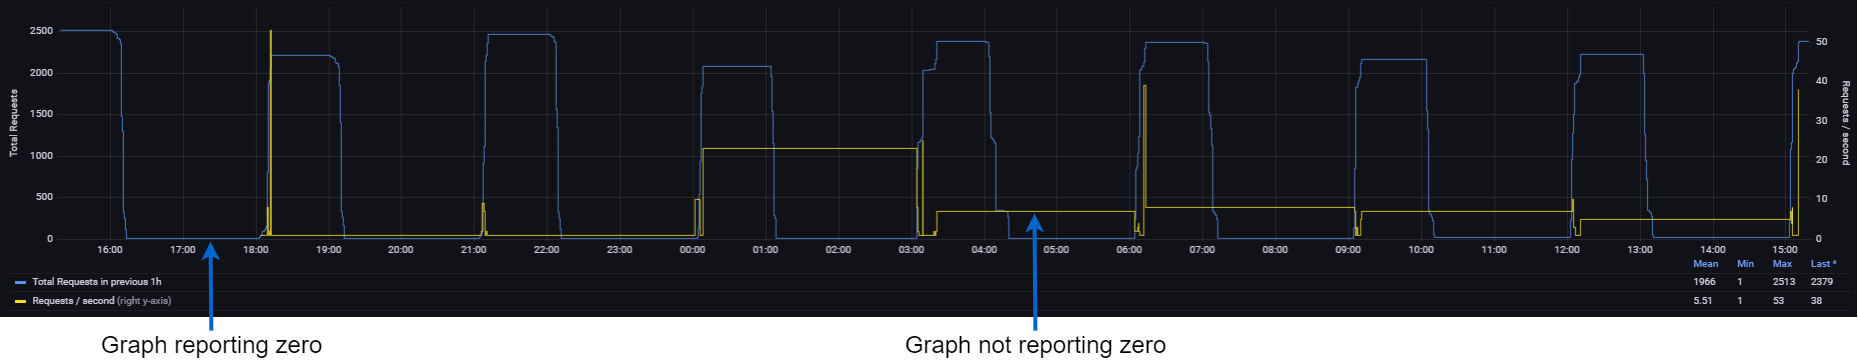 2500
2000
1500
1000
500
0
Total Requests
50
40
30
20
10
0
Requests / second
16:00 17:00 18:00 19:00 20:00 21:00 22:00 23:00 00:00 01:00 02:00 03:00 04:00 05:00 06:00 07:00 08:00 09:00 10:00 11:00 12:00 13:00 14:00 15:00
Mean Min Max Last *
Total Requests in previous 1h 1966 1 2513 2379
Requests / second (right y-axis) 5.51 1 53 38
Graph reporting zero
Graph not reporting zero